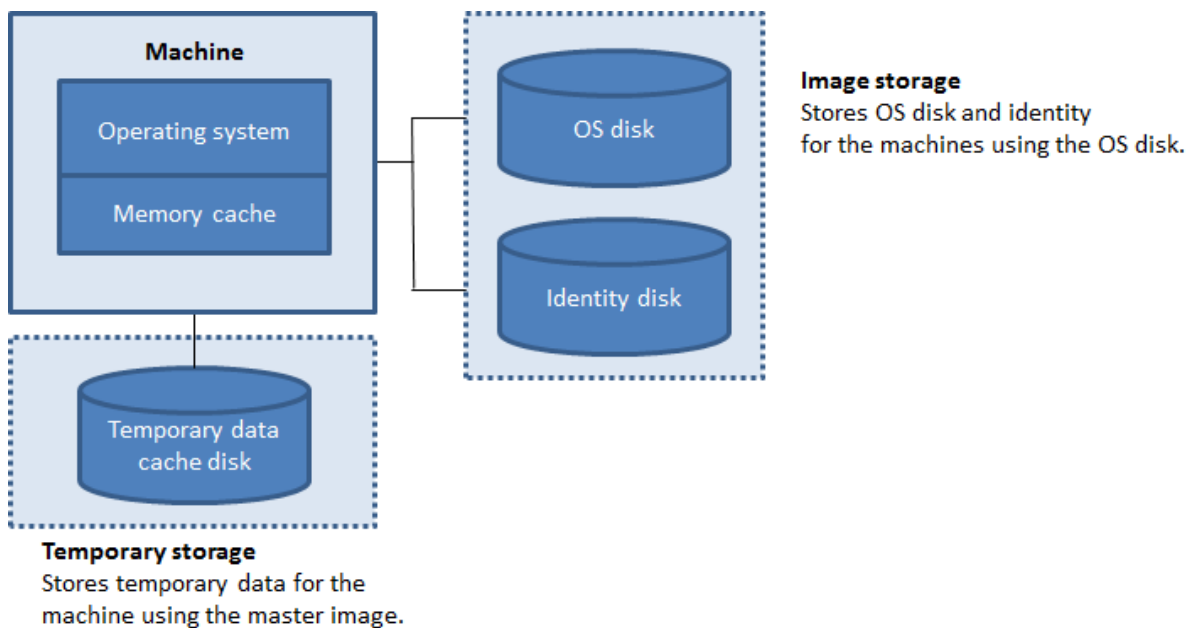 Machine
Operating system
Memory cache
OS disk
Identity disk
Image storage
Stores OS disk and identity
for the machines using the OS disk.
Temporary data
cache disk
Temporary storage
Stores temporary data for the
machine using the master image.